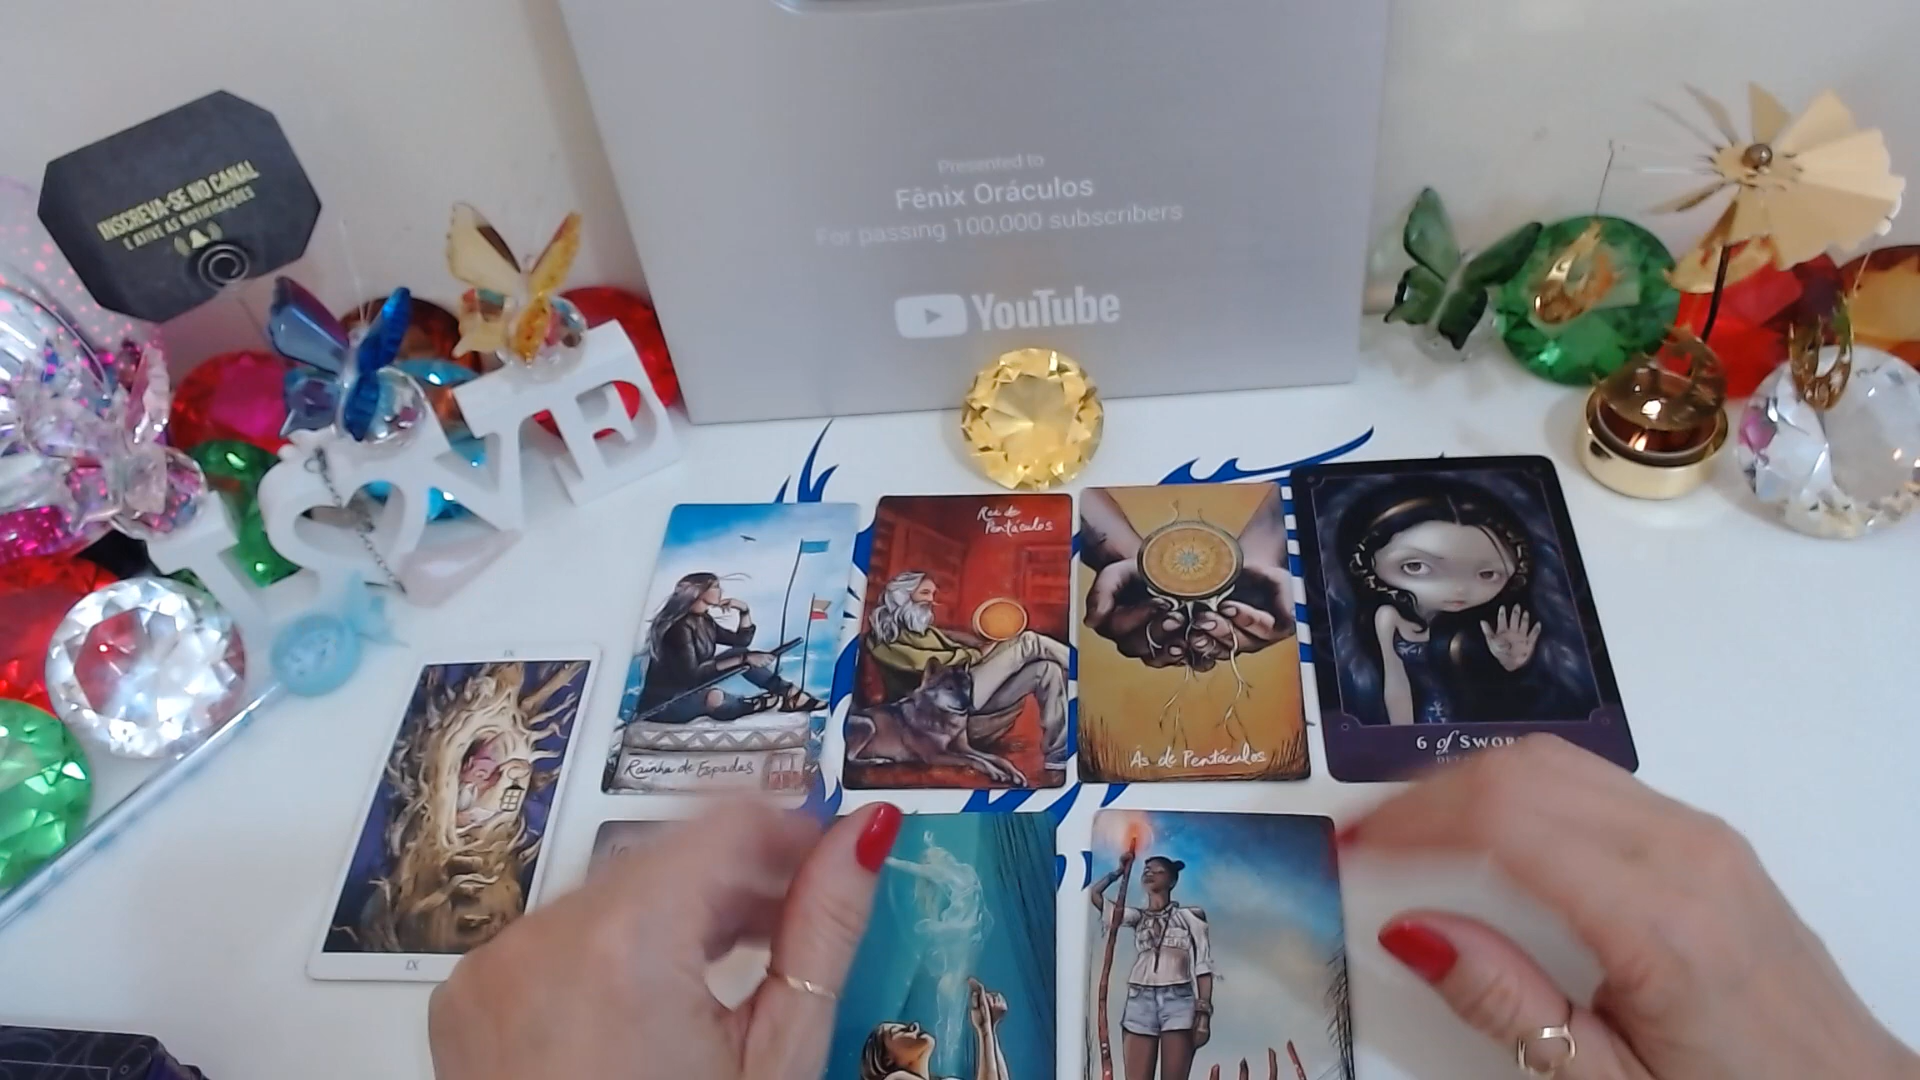 INSCREVA-SE NO CANAL
E ATIVE AS NOTIFICAÇÕES
Presented to
Fênix Oráculos
For passing 100,000 subscribers
YouTube
LOVE
Rei de
Pentáculos
Rainha de Espadas
Ás de Pentáculos
6 of
IX
IX